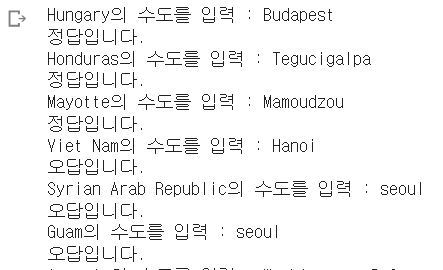 Hungary의 수도를 입력 : Budapest
정답입니다.
Honduras의 수도를 입력 : Tegucigalpa
정답입니다.
Mayotte의 수도를 입력 : Mamoudzou
정답입니다.
Viet Nam의 수도를 입력 : Hanoi
오답입니다.
Syrian Arab Republic의 수도를 입력 : seoul
오답입니다.
Guam의 수도를 입력 : seoul
오답입니다.